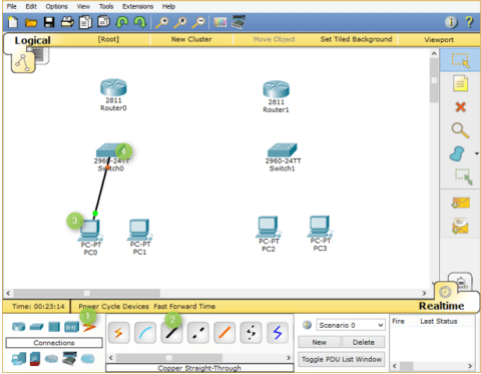 File Edit Options View Tools Extensions Help
Logical [Root] New Cluster Move Object Set Tiled Background Viewport
2811
Router0
2811
Router1
4
2960-24TT
Switch0
2960-24TT
Switch1
3
PC-PT
PC0
PC-PT
PC1
PC-PT
PC2
PC-PT
PC3
Time: 00:23:14 Power Cycle Devices Fast Forward Time Realtime
1
2
Connections
Copper Straight-Through
Scenario 0
New Delete
Toggle PDU List Window
Fire Last Status